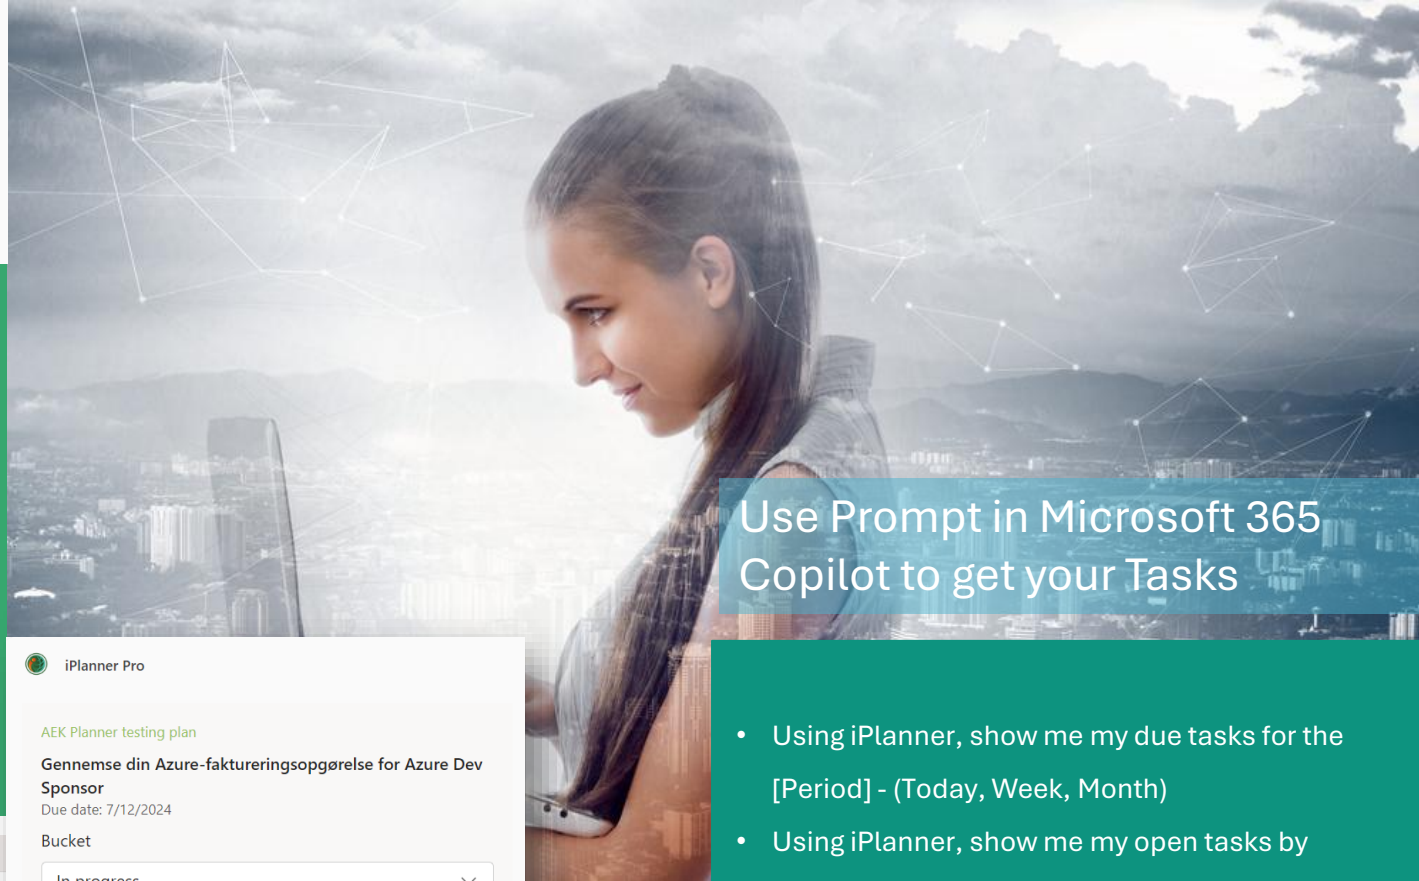 Use Prompt in Microsoft 365
Copilot to get your Tasks
iPlanner Pro
AEK Planner testing plan
Gennemse din Azure-faktureringsopgørelse for Azure Dev
Sponsor
Due date: 7/12/2024
Bucket
In progress
• Using iPlanner, show me my due tasks for the
[Period] - (Today, Week, Month)
• Using iPlanner, show me my open tasks by